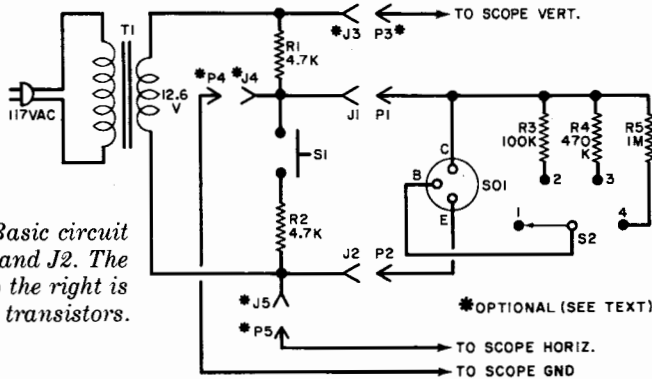 T1
117VAC
12.6
V
R1
4.7K
*J3 P3*
TO SCOPE VERT.
*P4 *J4
J1 P1
S1
R2
4.7K
J2 P2
C
B
E
SO1
R3
100K
R4
470
K
R5
1M
1
2
3
4
S2
*J5
*P5
*OPTIONAL (SEE TEXT)
TO SCOPE HORIZ.
TO SCOPE GND
Basic circuit
and J2. The
the right is
transistors.